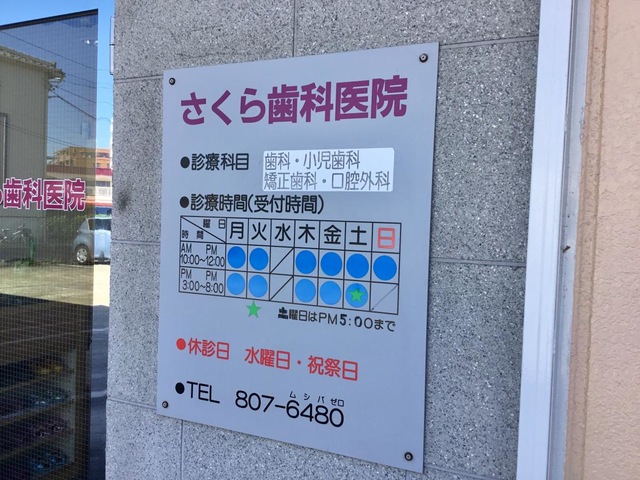 さくら歯科医院
●診療科目 歯科・小児歯科
矯正歯科・口腔外科
●診療時間(受付時間)
曜日 月 火 水 木 金 土 日
時間
AM PM
10:00〜12:00
PM PM
3:00〜8:00
★ 土曜日はPM5:00まで
●休診日 水曜日・祝祭日
ムシバゼロ
●TEL 807-6480
ら歯科医院